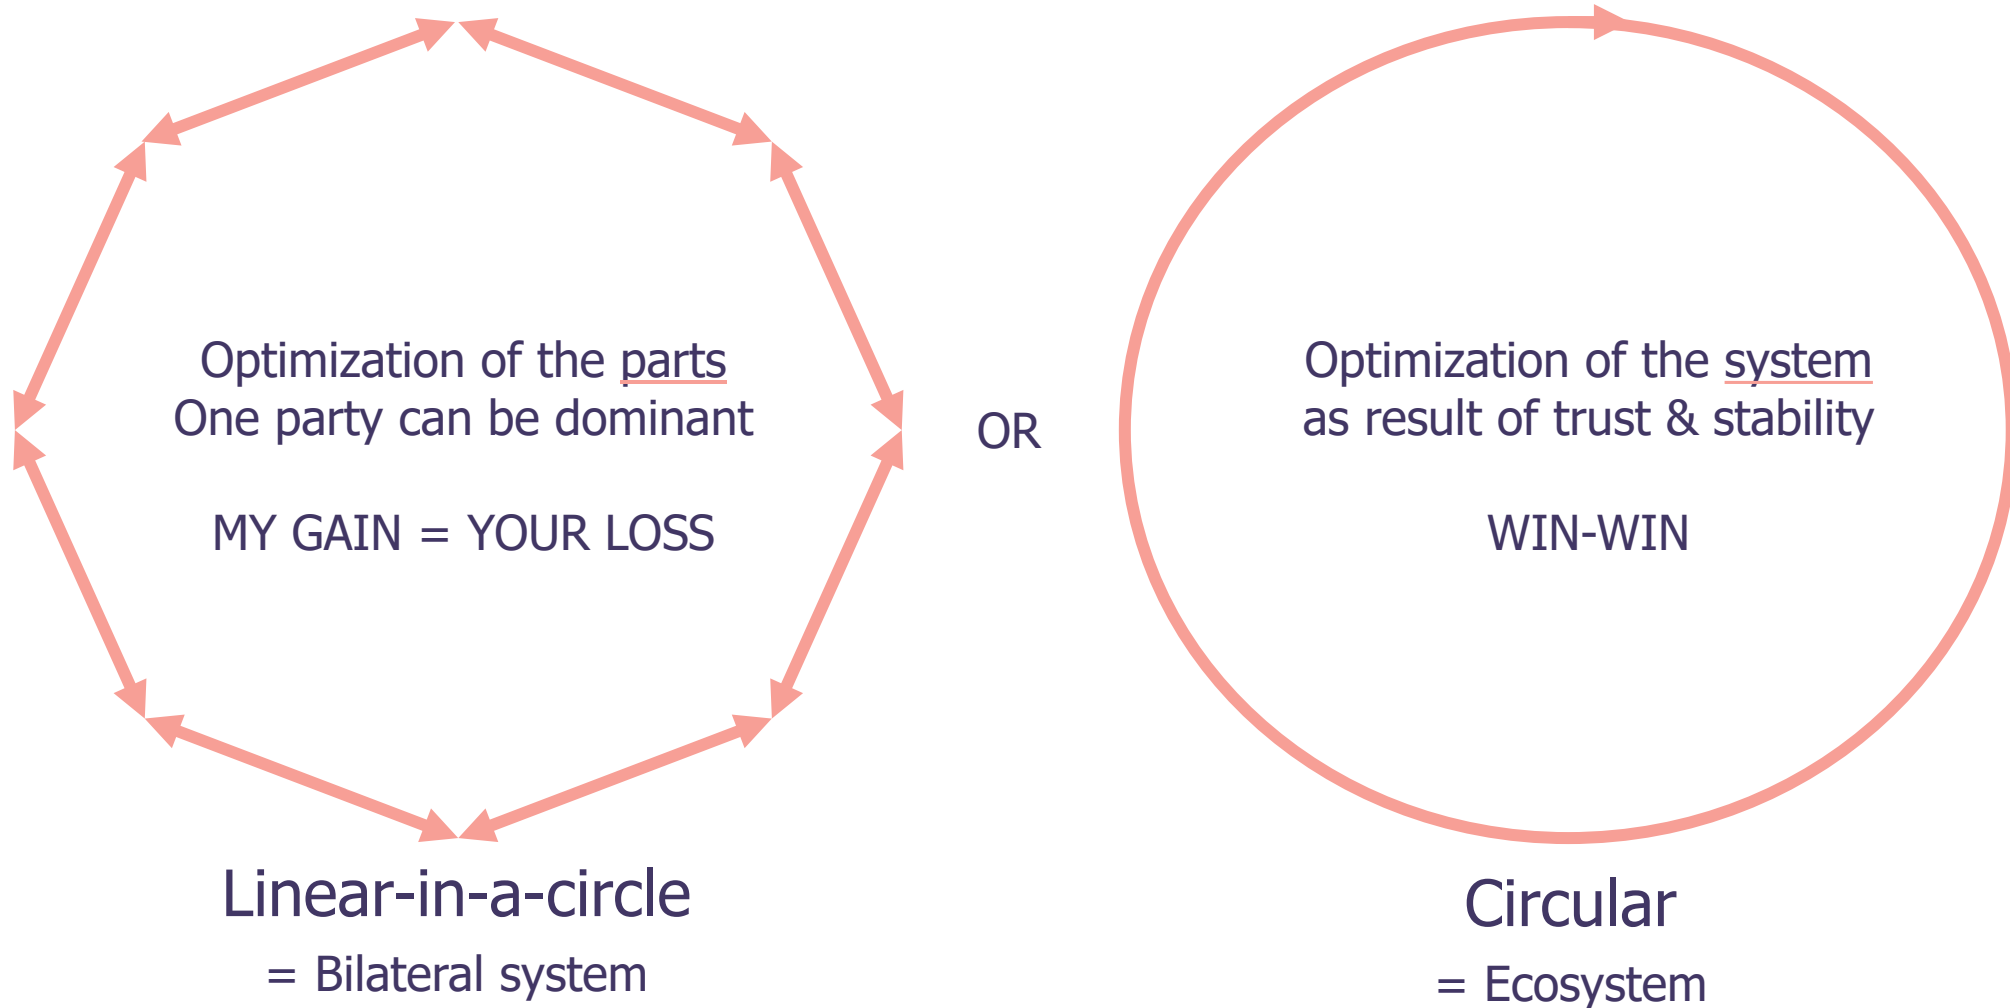 Optimization of the parts
One party can be dominant
MY GAIN = YOUR LOSS
Linear-in-a-circle
= Bilateral system
OR
Optimization of the system
as result of trust & stability
WIN-WIN
Circular
= Ecosystem